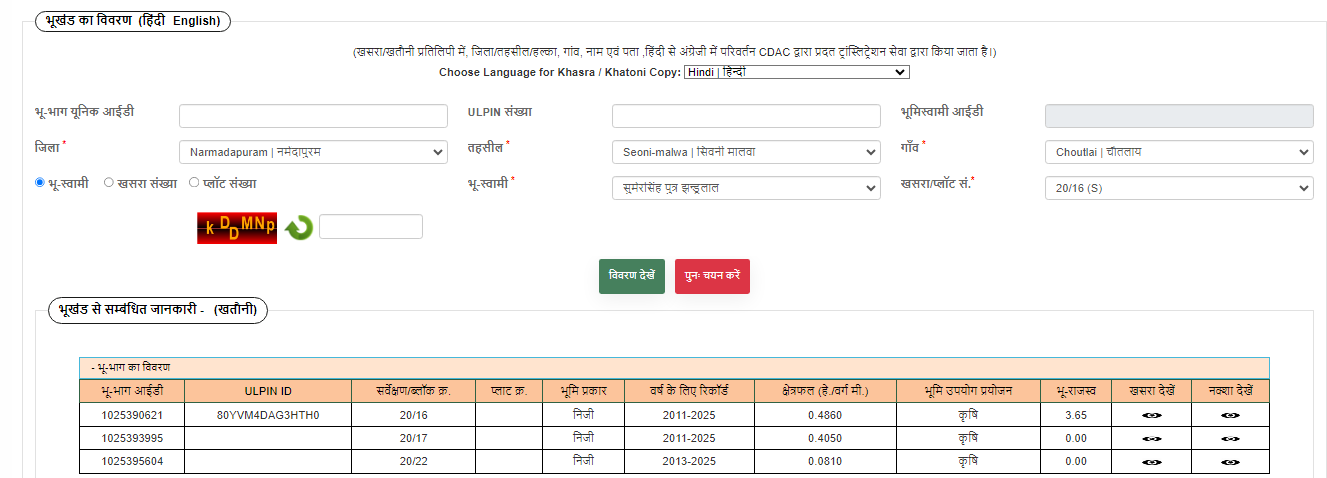 भूखंड का विवरण (हिंदी English)
(खसरा/खतौनी प्रतिलिपी में, जिला/तहसील/हल्का, गांव, नाम एवं पता ,हिंदी से अंग्रेजी में परिवर्तन CDAC द्वारा प्रदत ट्रांस्लिट्रेशन सेवा द्वारा किया जाता है।)
Choose Language for Khasra / Khatoni Copy: Hindi | हिन्दी
भू-भाग यूनिक आईडी ULPIN संख्या भूमिस्वामी आईडी
जिला * Narmadapuram | नर्मदापुरम तहसील * Seoni-malwa | सिवनी मालवा गाँव * Choutlai | चौतलाय
भू-स्वामी खसरा संख्या प्लॉट संख्या भू-स्वामी * सुमेरसिंह पुत्र झब्बूलाल खसरा/प्लॉट सं.* 20/16 (S)
k D D M N p
विवरण देखें पुनः चयन करें
भूखंड से सम्बंधित जानकारी - (खतौनी)
- भू-भाग का विवरण
भू-भाग आईडी ULPIN ID सर्वेक्षण/ब्लॉक क्र. प्लाट क्र. भूमि प्रकार वर्ष के लिए रिकॉर्ड क्षेत्रफल (हे./वर्ग मी.) भूमि उपयोग प्रयोजन भू-राजस्व खसरा देखें नक्शा देखें
1025390621 80YVM4DAG3HTH0 20/16 निजी 2011-2025 0.4860 कृषि 3.65
1025393995 20/17 निजी 2011-2025 0.4050 कृषि 0.00
1025395604 20/22 निजी 2013-2025 0.0810 कृषि 0.00